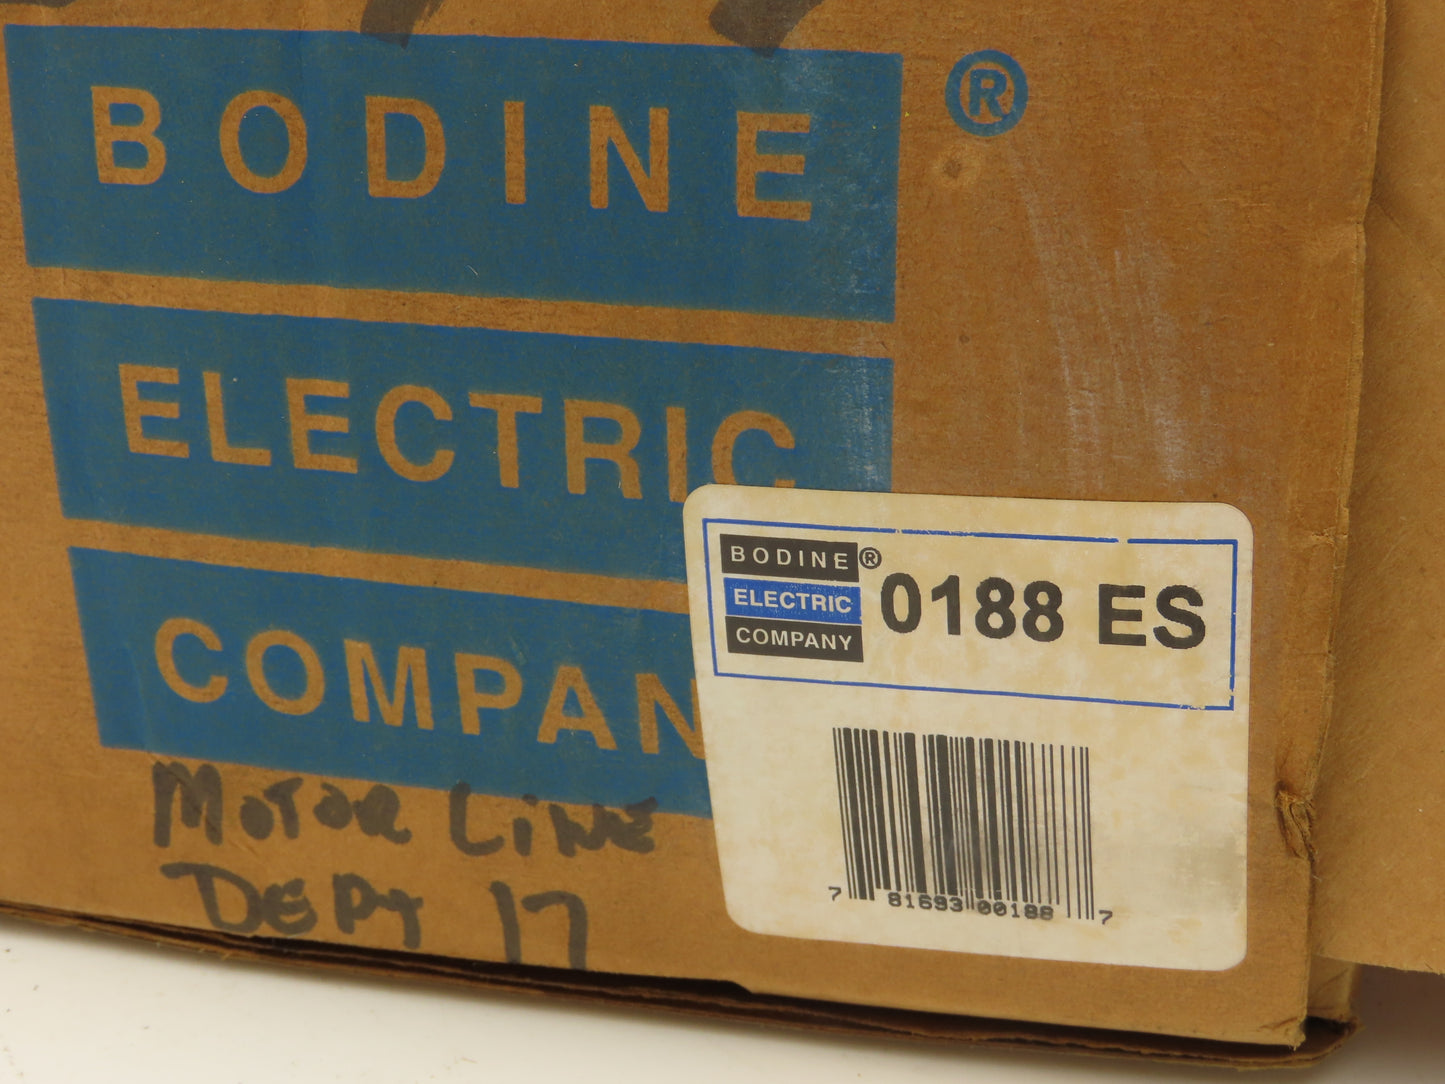 BODINE ®
ELECTRIC
COMPAN
MOTOR LINE
DEPT 17
BODINE ®
ELECTRIC
COMPANY
0188 ES
7 81693 00188 7